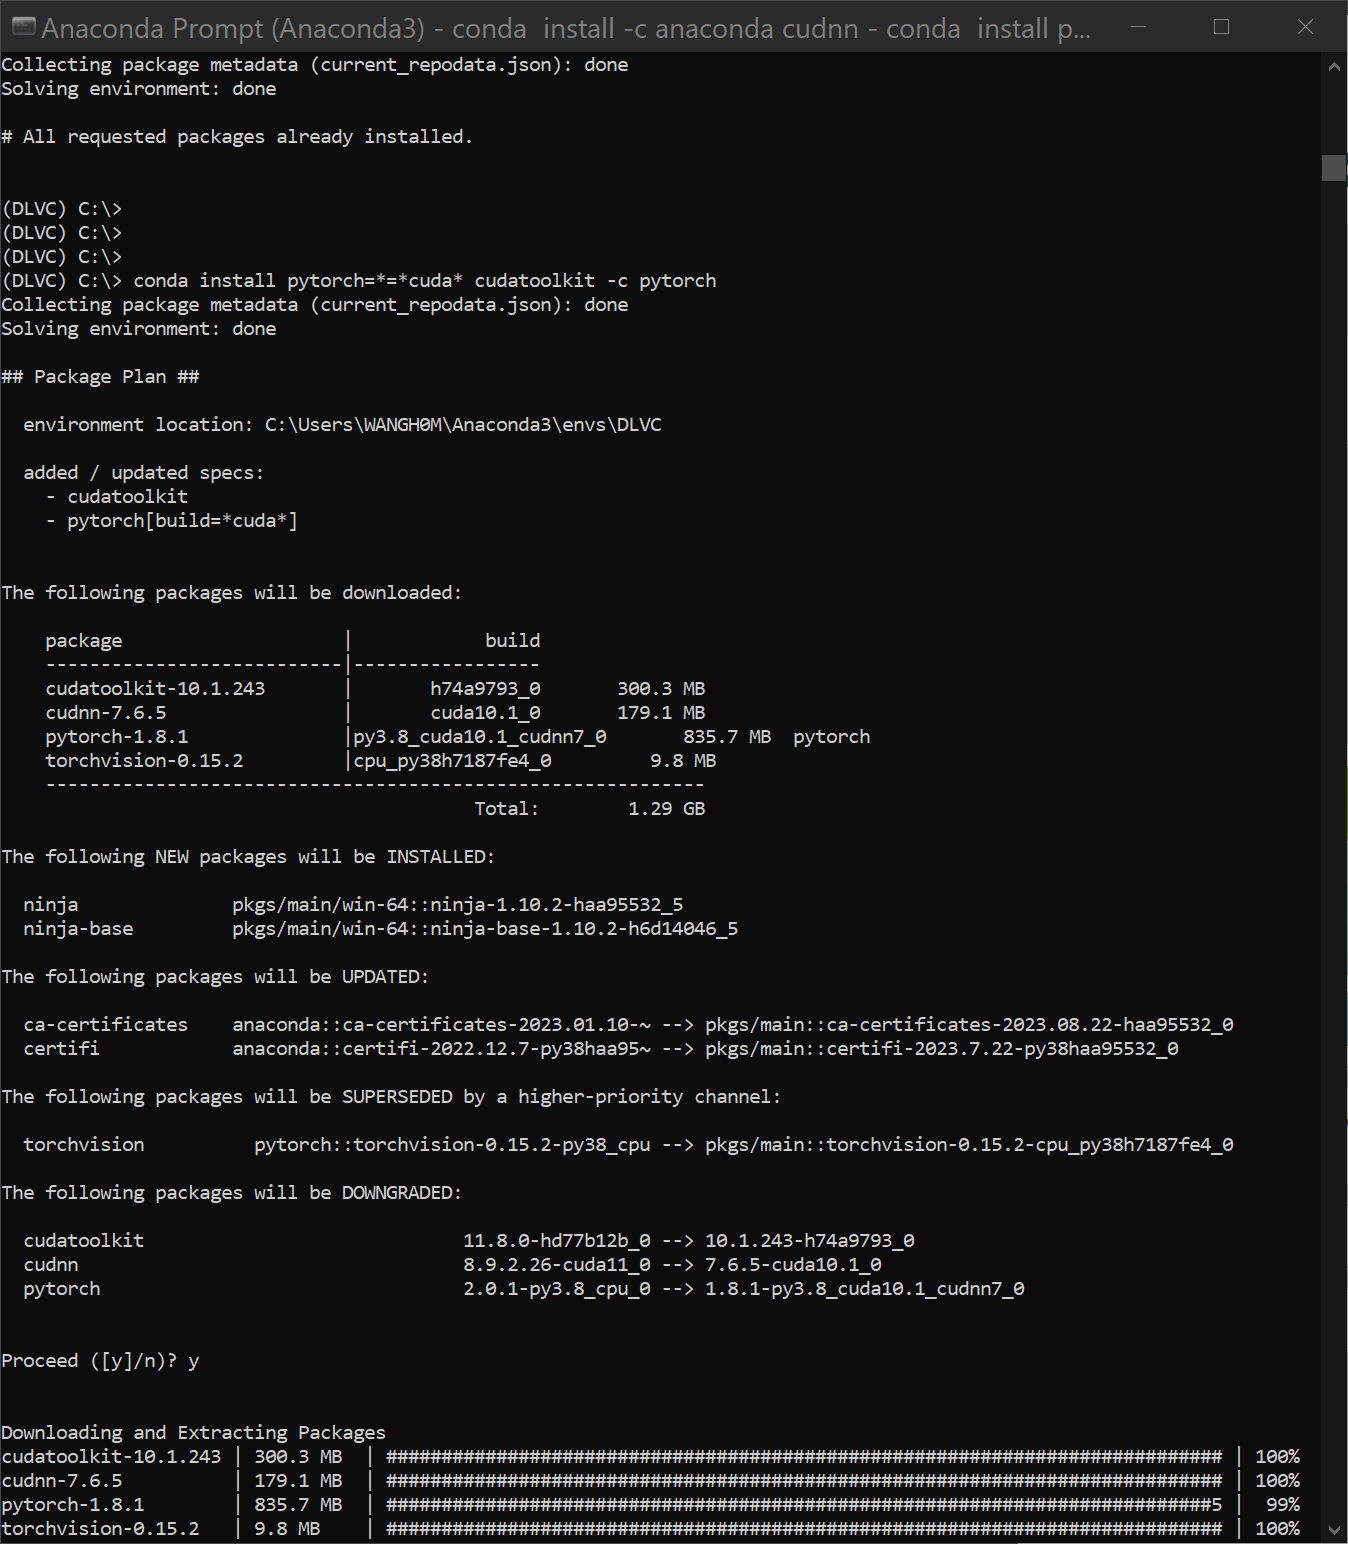 Anaconda Prompt (Anaconda3) - conda  install -c anaconda cudnn - conda  install p...
Collecting package metadata (current_repodata.json): done
Solving environment: done
# All requested packages already installed.
(DLVC) C:\>
(DLVC) C:\>
(DLVC) C:\>
(DLVC) C:\> conda install pytorch=*=*cuda* cudatoolkit -c pytorch
Collecting package metadata (current_repodata.json): done
Solving environment: done
## Package Plan ##
  environment location: C:\Users\WANGH0M\Anaconda3\envs\DLVC
  added / updated specs:
    - cudatoolkit
    - pytorch[build=*cuda*]
The following packages will be downloaded:
    package                    |            build
    ---------------------------|-----------------
    cudatoolkit-10.1.243       |       h74a9793_0       300.3 MB
    cudnn-7.6.5                |       cuda10.1_0       179.1 MB
    pytorch-1.8.1              |py3.8_cuda10.1_cudnn7_0       835.7 MB  pytorch
    torchvision-0.15.2         |cpu_py38h7187fe4_0         9.8 MB
    ------------------------------------------------------------
                                           Total:        1.29 GB
The following NEW packages will be INSTALLED:
  ninja              pkgs/main/win-64::ninja-1.10.2-haa95532_5
  ninja-base         pkgs/main/win-64::ninja-base-1.10.2-h6d14046_5
The following packages will be UPDATED:
  ca-certificates    anaconda::ca-certificates-2023.01.10-~ --> pkgs/main::ca-certificates-2023.08.22-haa95532_0
  certifi            anaconda::certifi-2022.12.7-py38haa95~ --> pkgs/main::certifi-2023.7.22-py38haa95532_0
The following packages will be SUPERSEDED by a higher-priority channel:
  torchvision          pytorch::torchvision-0.15.2-py38_cpu --> pkgs/main::torchvision-0.15.2-cpu_py38h7187fe4_0
The following packages will be DOWNGRADED:
  cudatoolkit                             11.8.0-hd77b12b_0 --> 10.1.243-h74a9793_0
  cudnn                                   8.9.2.26-cuda11_0 --> 7.6.5-cuda10.1_0
  pytorch                                 2.0.1-py3.8_cpu_0 --> 1.8.1-py3.8_cuda10.1_cudnn7_0
Proceed ([y]/n)? y
Downloading and Extracting Packages
cudatoolkit-10.1.243 | 300.3 MB  | ############################################################################ | 100%
cudnn-7.6.5          | 179.1 MB  | ############################################################################ | 100%
pytorch-1.8.1        | 835.7 MB  | ###########################################################################5 |  99%
torchvision-0.15.2   | 9.8 MB    | ############################################################################ | 100%